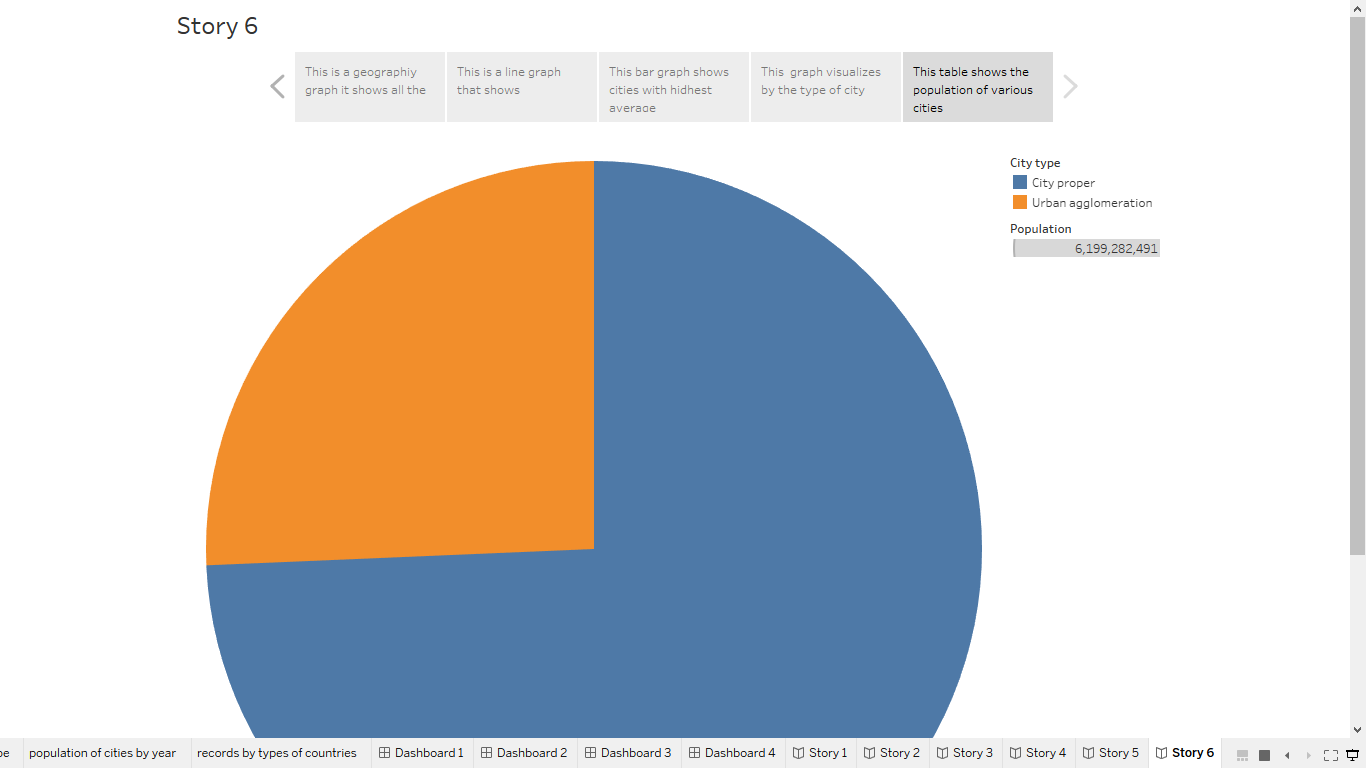 Story 6
This is a geographiy
graph it shows all the
This is a line graph
that shows
This bar graph shows
cities with hidhest
average
This  graph visualizes
by the type of city
This table shows the
population of various
cities
City type
City proper
Urban agglomeration
Population
6,199,282,491
pe population of cities by year records by types of countries Dashboard 1 Dashboard 2 Dashboard 3 Dashboard 4 Story 1 Story 2 Story 3 Story 4 Story 5 Story 6